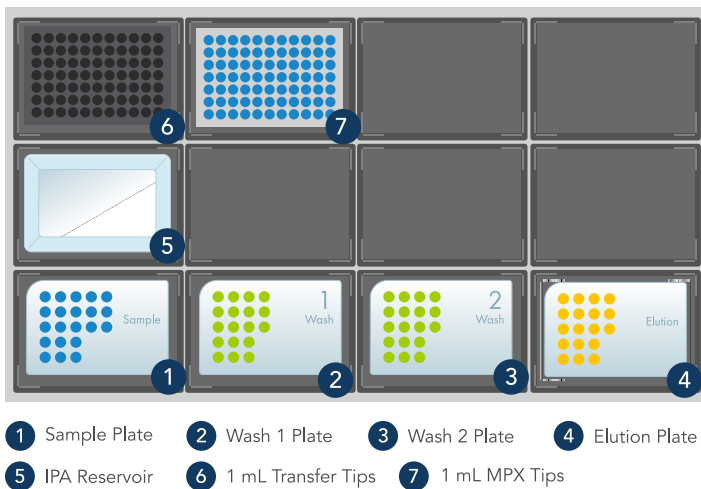 6
7
5
Sample
1
1
Wash
2
2
Wash
3
Elution
4
1 Sample Plate 2 Wash 1 Plate 3 Wash 2 Plate 4 Elution Plate
5 IPA Reservoir 6 1 mL Transfer Tips 7 1 mL MPX Tips